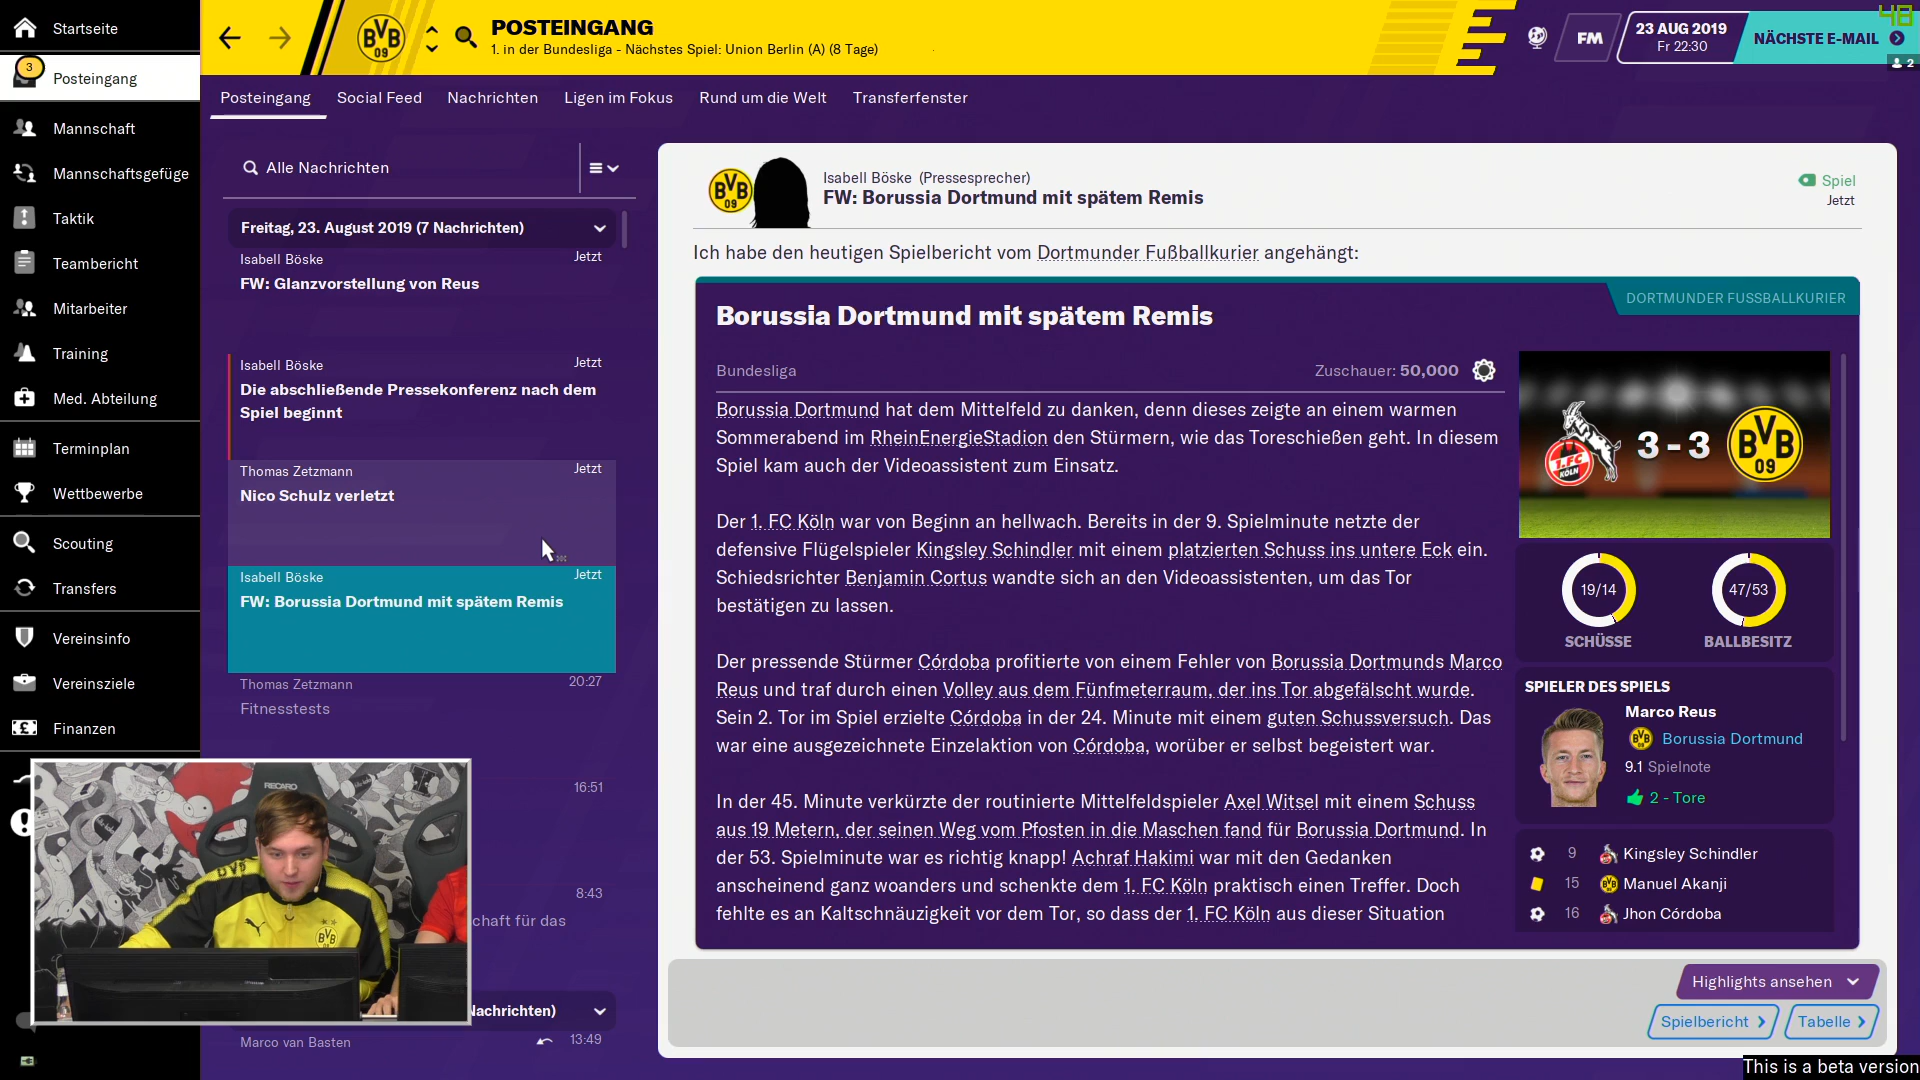 Startseite
3
Posteingang
Mannschaft
Mannschaftsgefüge
Taktik
Teambericht
Mitarbeiter
Training
Med. Abteilung
Terminplan
Wettbewerbe
Scouting
Transfers
Vereinsinfo
Vereinsziele
Finanzen
POSTEINGANG
1. in der Bundesliga - Nächstes Spiel: Union Berlin (A) (8 Tage)
FM
23 AUG 2019
Fr 22:30
NÄCHSTE E-MAIL
48
2
Posteingang Social Feed Nachrichten Ligen im Fokus Rund um die Welt Transferfenster
Alle Nachrichten
Freitag, 23. August 2019 (7 Nachrichten)
Isabell Böske Jetzt
FW: Glanzvorstellung von Reus
Isabell Böske Jetzt
Die abschließende Pressekonferenz nach dem
Spiel beginnt
Thomas Zetzmann Jetzt
Nico Schulz verletzt
Isabell Böske Jetzt
FW: Borussia Dortmund mit spätem Remis
Thomas Zetzmann 20:27
Fitnesstests
16:51
8:43
chaft für das
Nachrichten)
Marco van Basten 13:49
RECARO
BVB
BVB
09
Isabell Böske (Pressesprecher)
FW: Borussia Dortmund mit spätem Remis
Spiel
Jetzt
Ich habe den heutigen Spielbericht vom Dortmunder Fußballkurier angehängt:
DORTMUNDER FUSSBALLKURIER
Borussia Dortmund mit spätem Remis
Bundesliga Zuschauer: 50,000
Borussia Dortmund hat dem Mittelfeld zu danken, denn dieses zeigte an einem warmen
Sommerabend im RheinEnergieStadion den Stürmern, wie das Toreschießen geht. In diesem
Spiel kam auch der Videoassistent zum Einsatz.
Der 1. FC Köln war von Beginn an hellwach. Bereits in der 9. Spielminute netzte der
defensive Flügelspieler Kingsley Schindler mit einem platzierten Schuss ins untere Eck ein.
Schiedsrichter Benjamin Cortus wandte sich an den Videoassistenten, um das Tor
bestätigen zu lassen.
Der pressende Stürmer Córdoba profitierte von einem Fehler von Borussia Dortmunds Marco
Reus und traf durch einen Volley aus dem Fünfmeterraum, der ins Tor abgefälscht wurde.
Sein 2. Tor im Spiel erzielte Córdoba in der 24. Minute mit einem guten Schussversuch. Das
war eine ausgezeichnete Einzelaktion von Córdoba, worüber er selbst begeistert war.
In der 45. Minute verkürzte der routinierte Mittelfeldspieler Axel Witsel mit einem Schuss
aus 19 Metern, der seinen Weg vom Pfosten in die Maschen fand für Borussia Dortmund. In
der 53. Spielminute war es richtig knapp! Achraf Hakimi war mit den Gedanken
anscheinend ganz woanders und schenkte dem 1. FC Köln praktisch einen Treffer. Doch
fehlte es an Kaltschnäuzigkeit vor dem Tor, so dass der 1. FC Köln aus dieser Situation
1.FC
KÖLN
3 - 3
BVB
09
19/14 47/53
SCHÜSSE BALLBESITZ
SPIELER DES SPIELS
Marco Reus
Borussia Dortmund
9.1 Spielnote
2 - Tore
9 Kingsley Schindler
15 Manuel Akanji
16 Jhon Córdoba
Highlights ansehen
Spielbericht Tabelle
This is a beta version